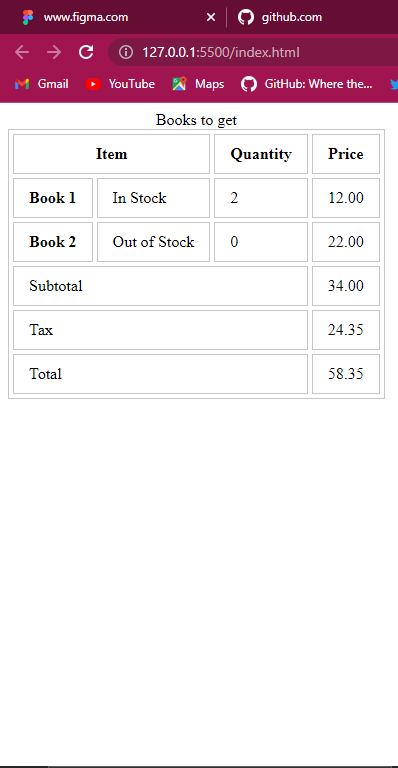 www.figma.com github.com
127.0.0.1:5500/index.html
Gmail YouTube Maps GitHub: Where the...
Books to get
Item Quantity Price
Book 1 In Stock 2 12.00
Book 2 Out of Stock 0 22.00
Subtotal 34.00
Tax 24.35
Total 58.35